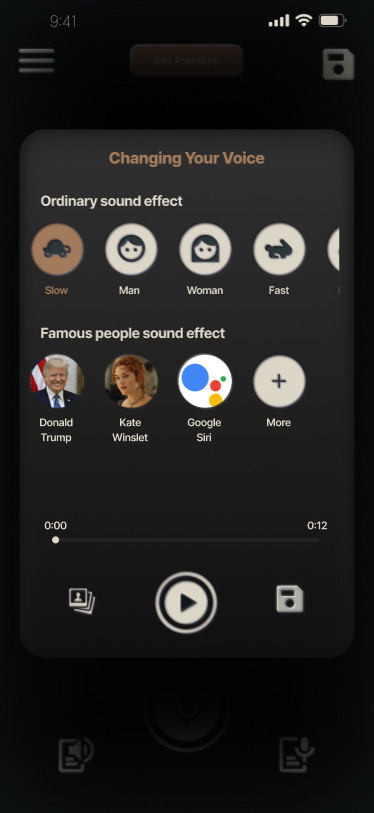 9:41
Get Premium
Changing Your Voice
Ordinary sound effect
Slow
Man
Woman
Fast
Famous people sound effect
Donald
Trump
Kate
Winslet
Google
Siri
More
0:00
0:12